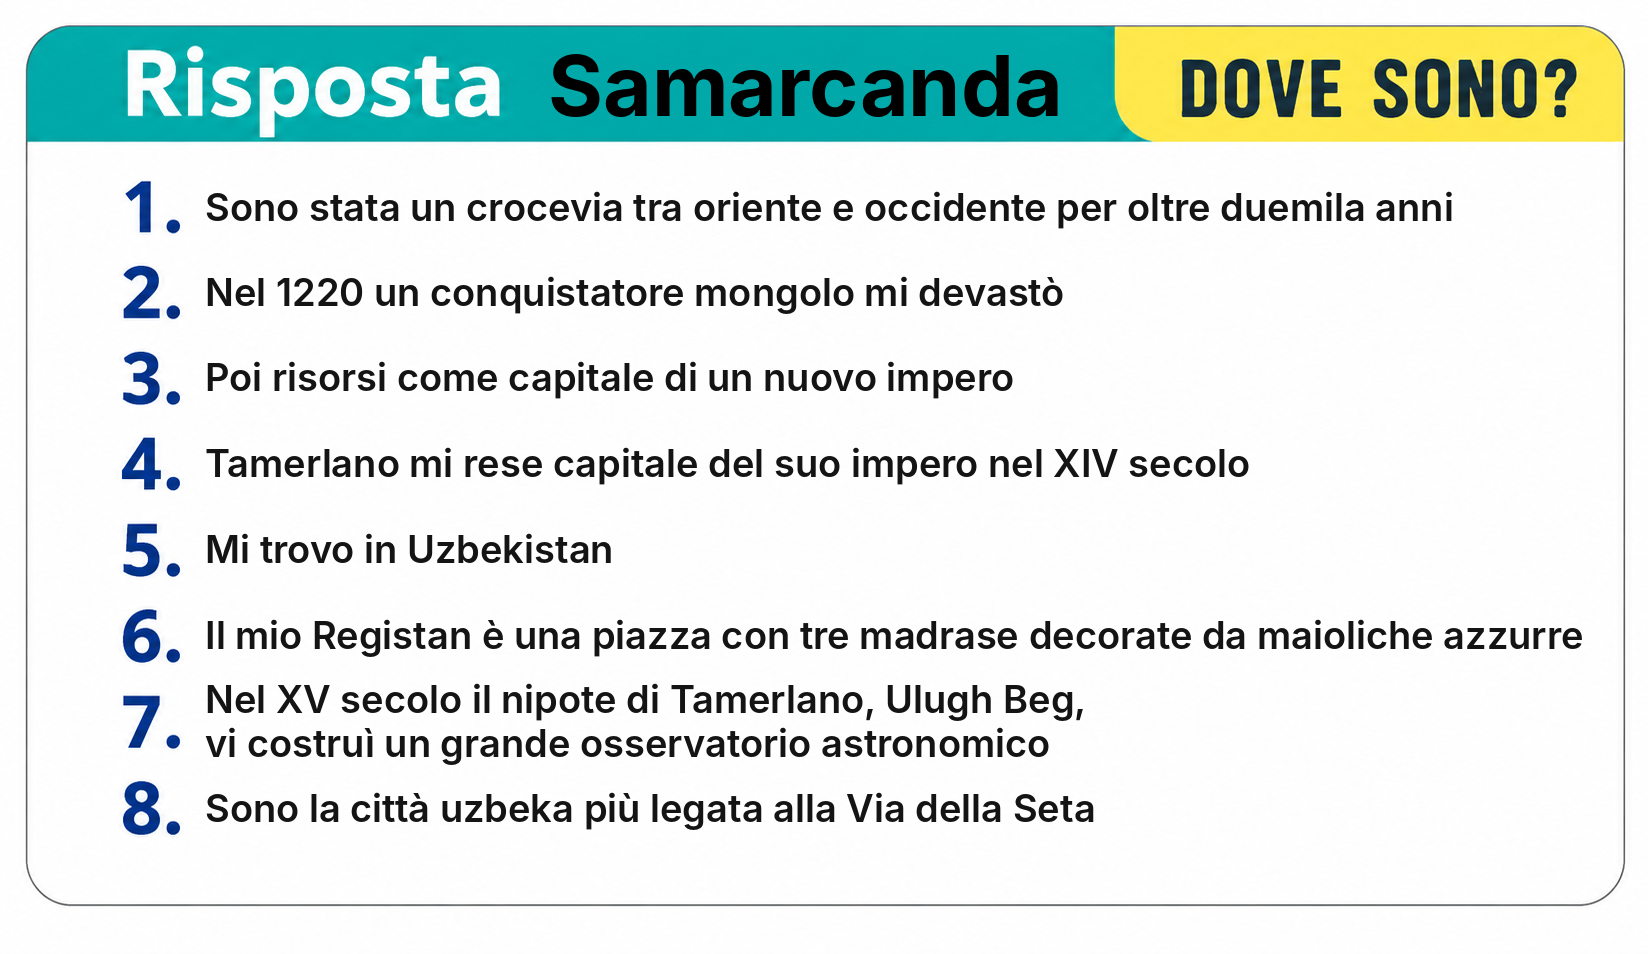 Risposta Samarcanda DOVE SONO?
1. Sono stata un crocevia tra oriente e occidente per oltre duemila anni
2. Nel 1220 un conquistatore mongolo mi devastò
3. Poi risorsi come capitale di un nuovo impero
4. Tamerlano mi rese capitale del suo impero nel XIV secolo
5. Mi trovo in Uzbekistan
6. Il mio Registan è una piazza con tre madrase decorate da maioliche azzurre
7. Nel XV secolo il nipote di Tamerlano, Ulugh Beg,
vi costruì un grande osservatorio astronomico
8. Sono la città uzbeka più legata alla Via della Seta